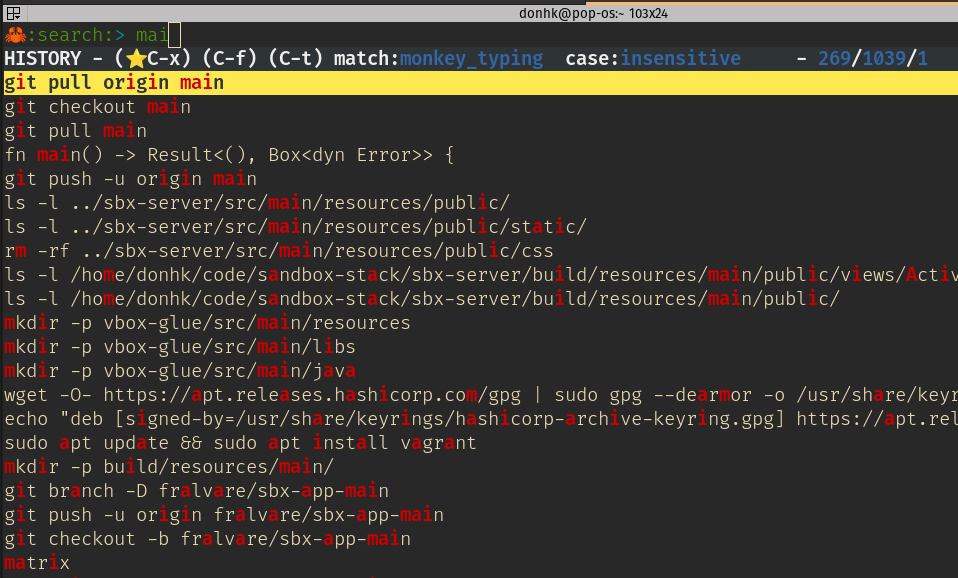 donhk@pop-os:~ 103x24
🦀:search:> mai
HISTORY - (⭐C-x) (C-f) (C-t) match:monkey_typing case:insensitive - 269/1039/1
git pull origin main
git checkout main
git pull main
fn main() -> Result<(), Box<dyn Error>> {
git push -u origin main
ls -l ../sbx-server/src/main/resources/public/
ls -l ../sbx-server/src/main/resources/public/static/
rm -rf ../sbx-server/src/main/resources/public/css
ls -l /home/donhk/code/sandbox-stack/sbx-server/build/resources/main/public/views/Activ
ls -l /home/donhk/code/sandbox-stack/sbx-server/build/resources/main/public/
mkdir -p vbox-glue/src/main/resources
mkdir -p vbox-glue/src/main/libs
mkdir -p vbox-glue/src/main/java
wget -O- https://apt.releases.hashicorp.com/gpg | sudo gpg --dearmor -o /usr/share/keyr
echo "deb [signed-by=/usr/share/keyrings/hashicorp-archive-keyring.gpg] https://apt.rel
sudo apt update && sudo apt install vagrant
mkdir -p build/resources/main/
git branch -D fralvare/sbx-app-main
git push -u origin fralvare/sbx-app-main
git checkout -b fralvare/sbx-app-main
matrix